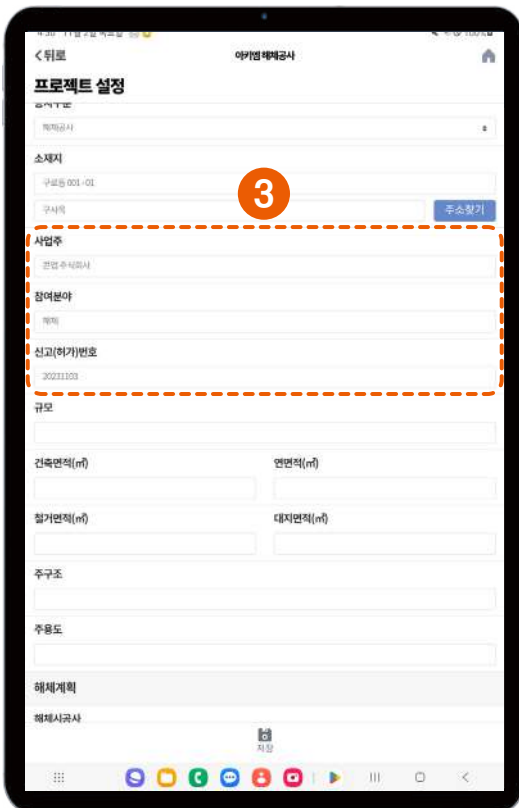 < 뒤로 아키엠 해체공사
프로젝트 설정
해체공사
소재지
구로동 001-01
3
구사옥 주소찾기
사업주
콘업 주식회사
참여분야
해체
신고(허가)번호
20231103
규모
건축면적(㎡) 연면적(㎡)
철거면적(㎡) 대지면적(㎡)
주구조
주용도
해체계획
해체시공사
저장